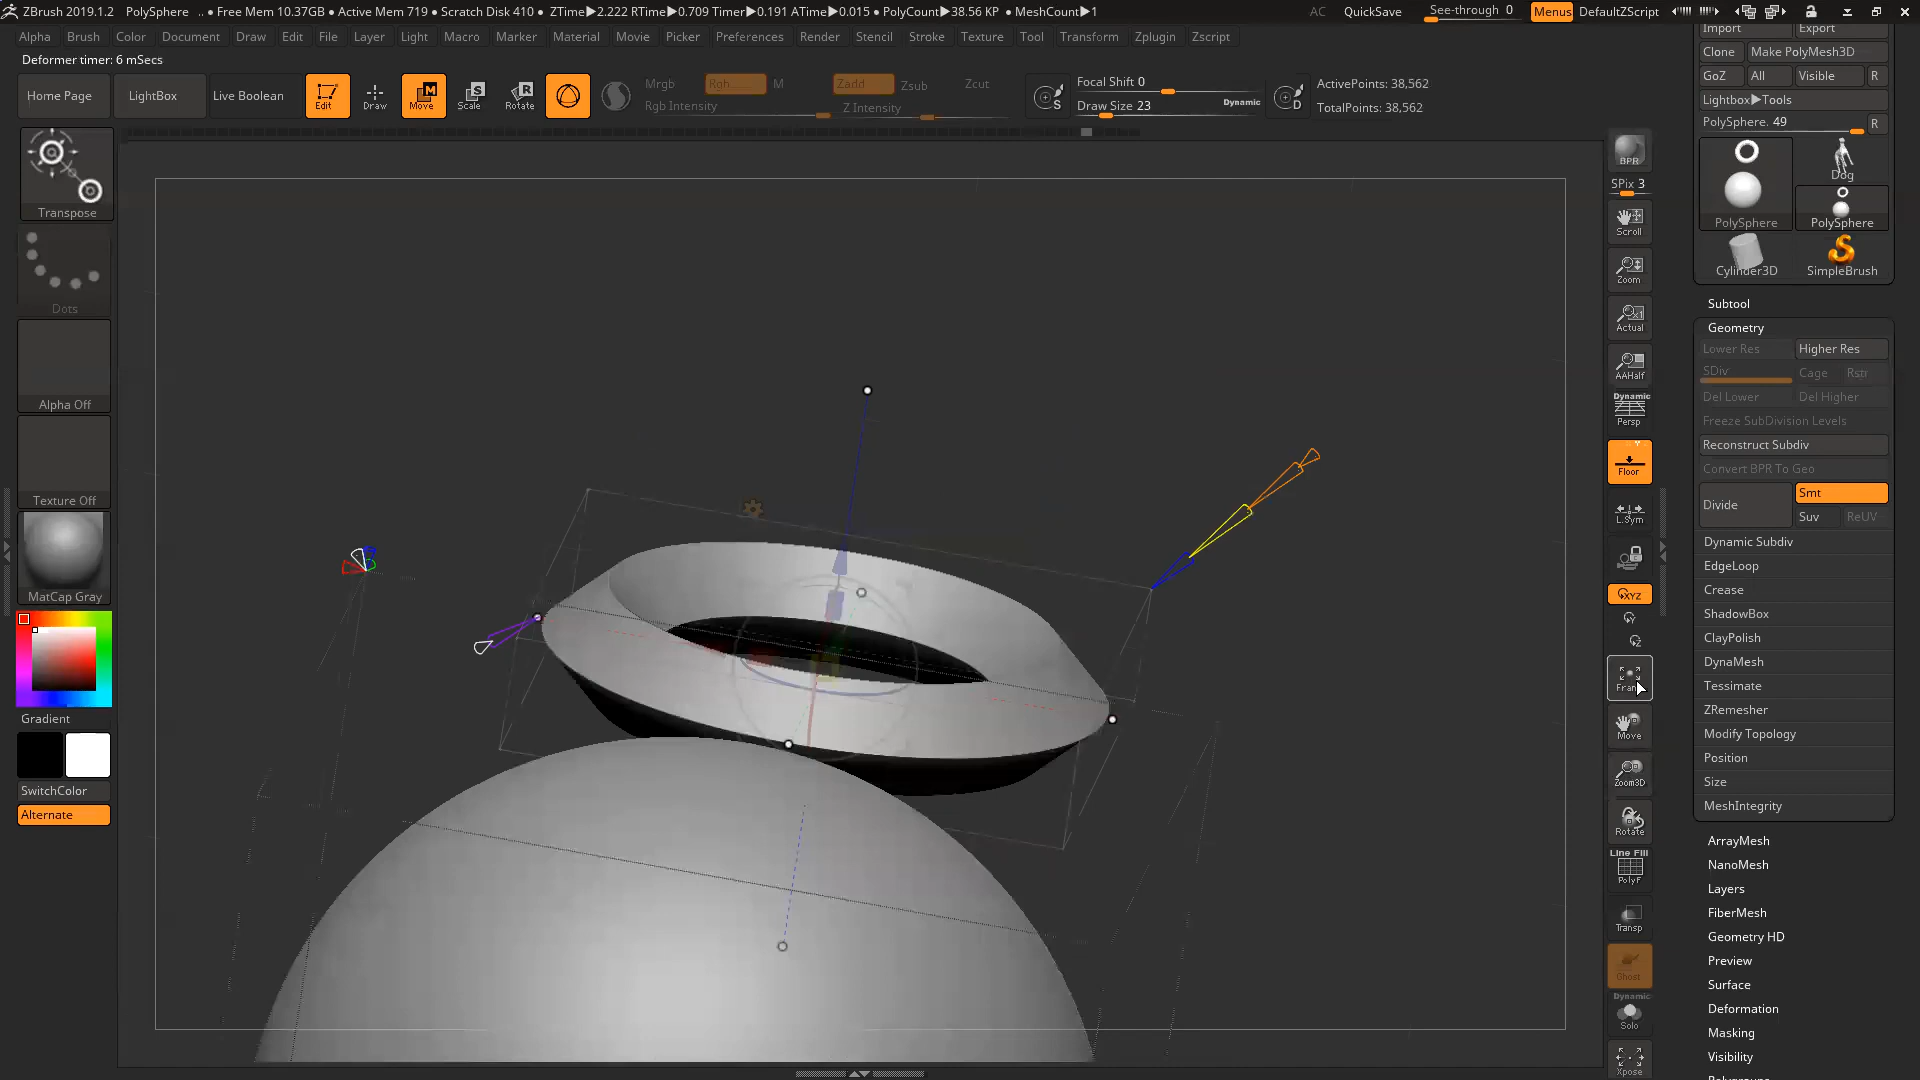 ZBrush 2019.1.2 PolySphere .. • Free Mem 10.37GB • Active Mem 719 • Scratch Disk 410 • ZTime▶2.222 RTime▶0.709 Timer▶0.191 ATime▶0.015 • PolyCount▶38.56 KP • MeshCount▶1 AC QuickSave See-through 0 Menus DefaultZScript
Alpha Brush Color Document Draw Edit File Layer Light Macro Marker Material Movie Picker Preferences Render Stencil Stroke Texture Tool Transform Zplugin Zscript
Deformer timer: 6 mSecs
Home Page LightBox Live Boolean
Edit Draw Move Scale Rotate
Mrgb Rgb M Zadd Zsub Zcut
Rgb Intensity Z Intensity
S
Focal Shift 0
Draw Size 23 Dynamic
D
ActivePoints: 38,562
TotalPoints: 38,562
Transpose
Dots
Alpha Off
Texture Off
MatCap Gray
Gradient
SwitchColor
Alternate
BPR
SPix 3
Scroll
Zoom
Actual
AAHalf
Dynamic
Persp
Floor
L.Sym
XYZ
Move
Zoom3D
Rotate
Line Fill
PolyF
Transp
Ghost
Dynamic
Solo
Xpose
Import Export
Clone Make PolyMesh3D
GoZ All Visible R
Lightbox▶Tools
PolySphere. 49 R
PolySphere
Dog
PolySphere
Cylinder3D
SimpleBrush
Subtool
Geometry
Lower Res Higher Res
SDiv Cage Rstr
Del Lower Del Higher
Freeze SubDivision Levels
Reconstruct Subdiv
Convert BPR To Geo
Divide Smt
Suv ReUV
Dynamic Subdiv
EdgeLoop
Crease
ShadowBox
ClayPolish
DynaMesh
Tessimate
ZRemesher
Modify Topology
Position
Size
MeshIntegrity
ArrayMesh
NanoMesh
Layers
FiberMesh
Geometry HD
Preview
Surface
Deformation
Masking
Visibility